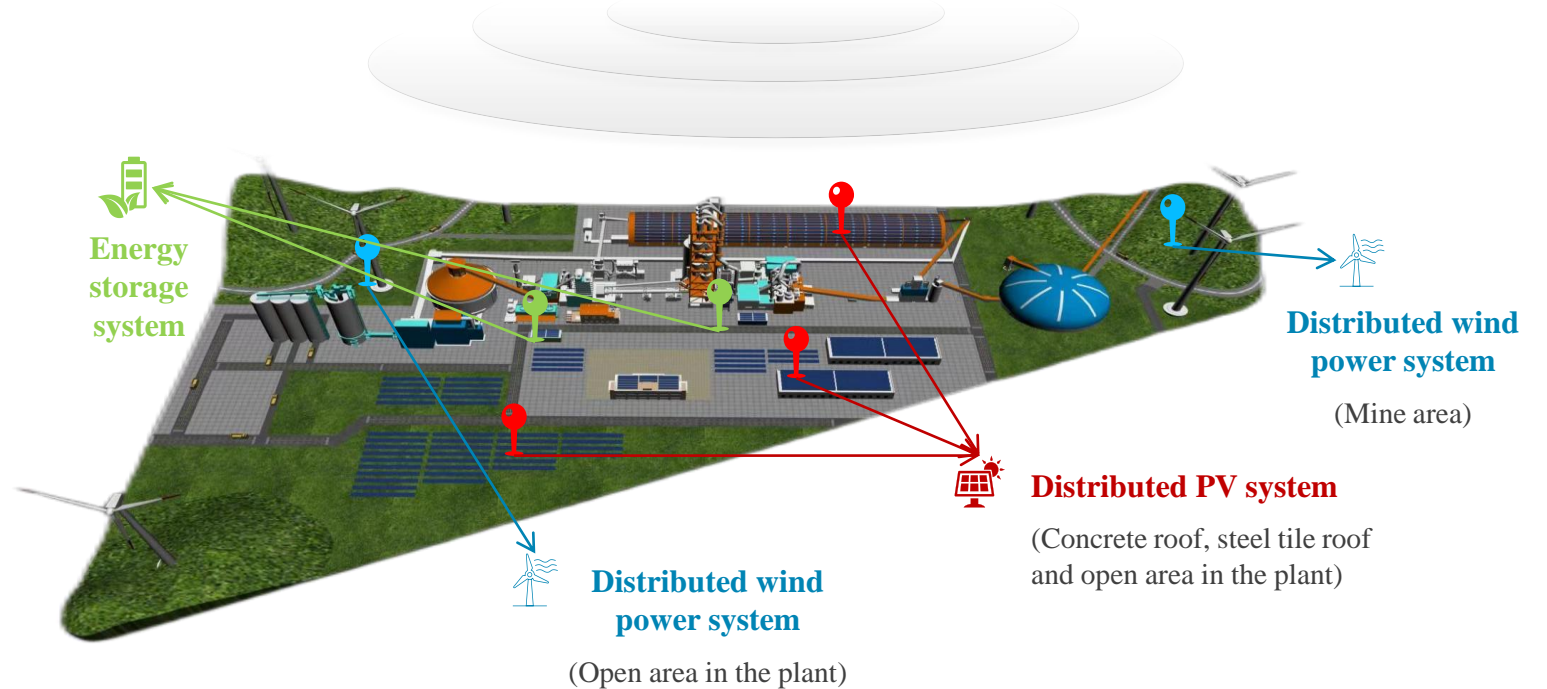 Energy
storage
system
Distributed wind
power system
(Mine area)
Distributed PV system
(Concrete roof, steel tile roof
and open area in the plant)
Distributed wind
power system
(Open area in the plant)